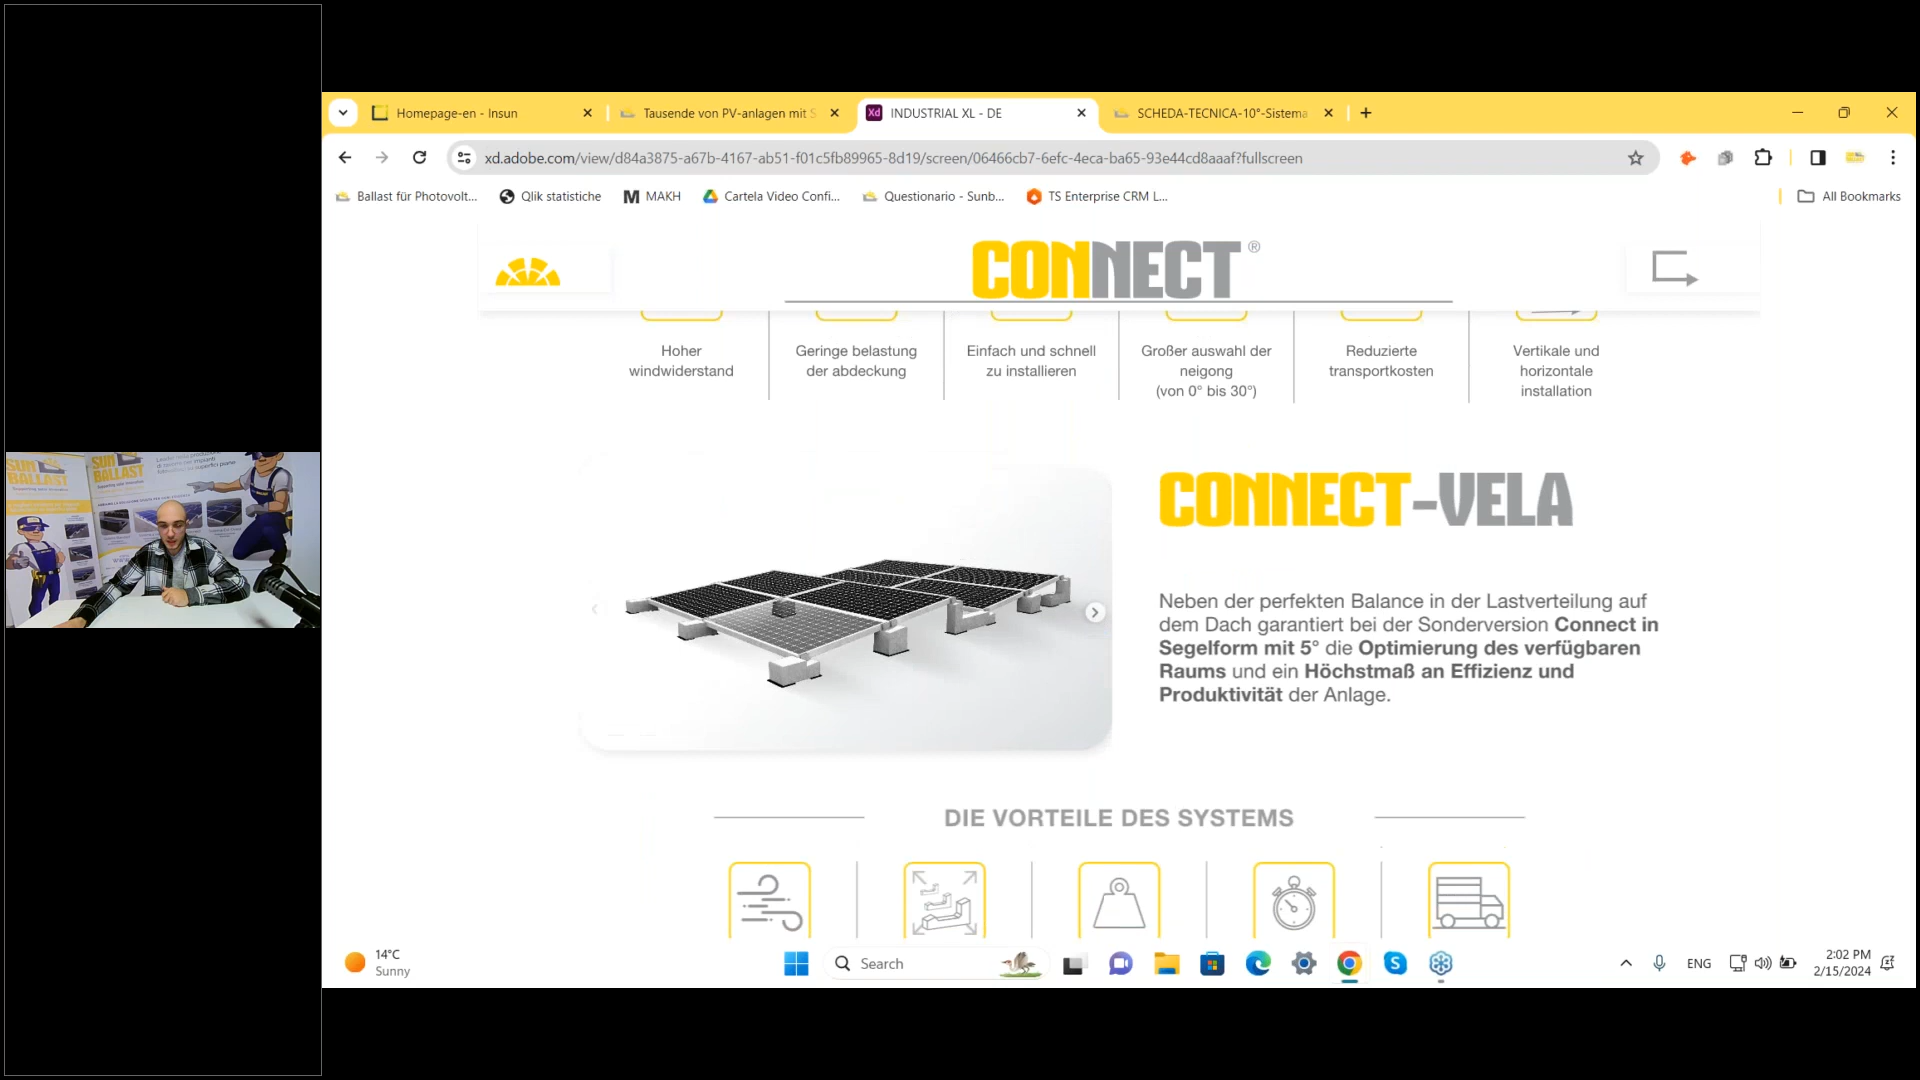 Homepage-en - Insun
Tausende von PV-anlagen mit S
Xd
INDUSTRIAL XL - DE
SCHEDA-TECNICA-10°-Sistema
xd.adobe.com/view/d84a3875-a67b-4167-ab51-f01c5fb89965-8d19/screen/06466cb7-6efc-4eca-ba65-93e44cd8aaaf?fullscreen
Ballast für Photovolt...
Qlik statistiche
M MAKH
Cartela Video Confi...
Questionario - Sunb...
TS Enterprise CRM L...
All Bookmarks
CONNECT®
Hoher
windwiderstand
Geringe belastung
der abdeckung
Einfach und schnell
zu installieren
Großer auswahl der
neigong
(von 0° bis 30°)
Reduzierte
transportkosten
Vertikale und
horizontale
installation
SUN
BALLAST
SUN
BALLAST
CONNECT-VELA
Neben der perfekten Balance in der Lastverteilung auf
dem Dach garantiert bei der Sonderversion Connect in
Segelform mit 5° die Optimierung des verfügbaren
Raums und ein Höchstmaß an Effizienz und
Produktivität der Anlage.
DIE VORTEILE DES SYSTEMS
14°C
Sunny
Search
ENG
2:02 PM
2/15/2024